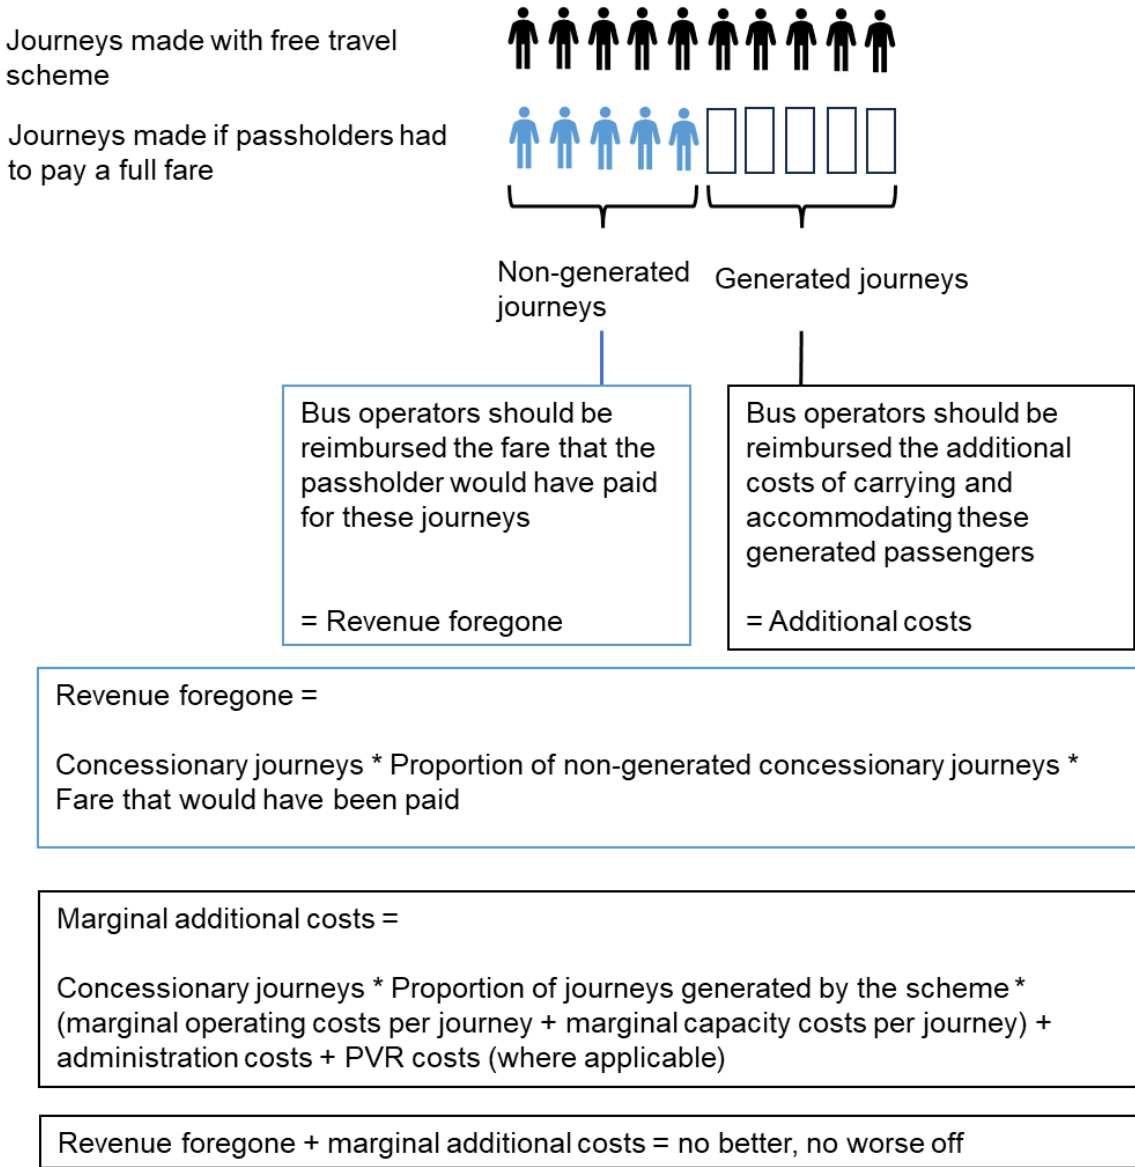 Journeys made with free travel
scheme
Journeys made if passholders had
to pay a full fare
Non-generated
journeys
Generated journeys
Bus operators should be
reimbursed the fare that the
passholder would have paid
for these journeys
= Revenue foregone
Bus operators should be
reimbursed the additional
costs of carrying and
accommodating these
generated passengers
= Additional costs
Revenue foregone =
Concessionary journeys * Proportion of non-generated concessionary journeys *
Fare that would have been paid
Marginal additional costs =
Concessionary journeys * Proportion of journeys generated by the scheme *
(marginal operating costs per journey + marginal capacity costs per journey) +
administration costs + PVR costs (where applicable)
Revenue foregone + marginal additional costs = no better, no worse off